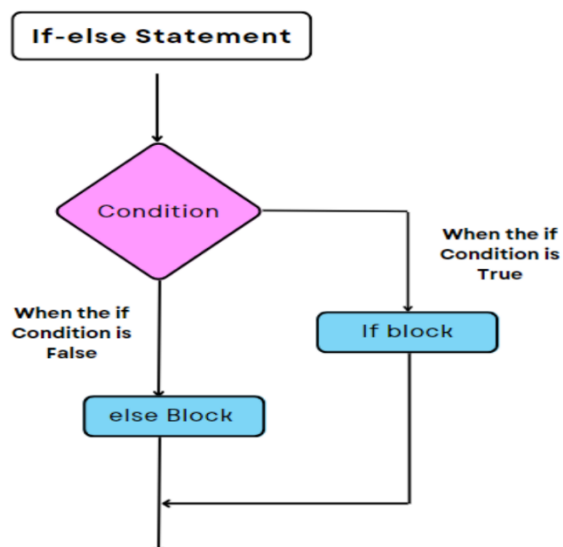 If-else Statement
Condition
When the if
Condition is
True
If block
When the if
Condition is
False
else Block